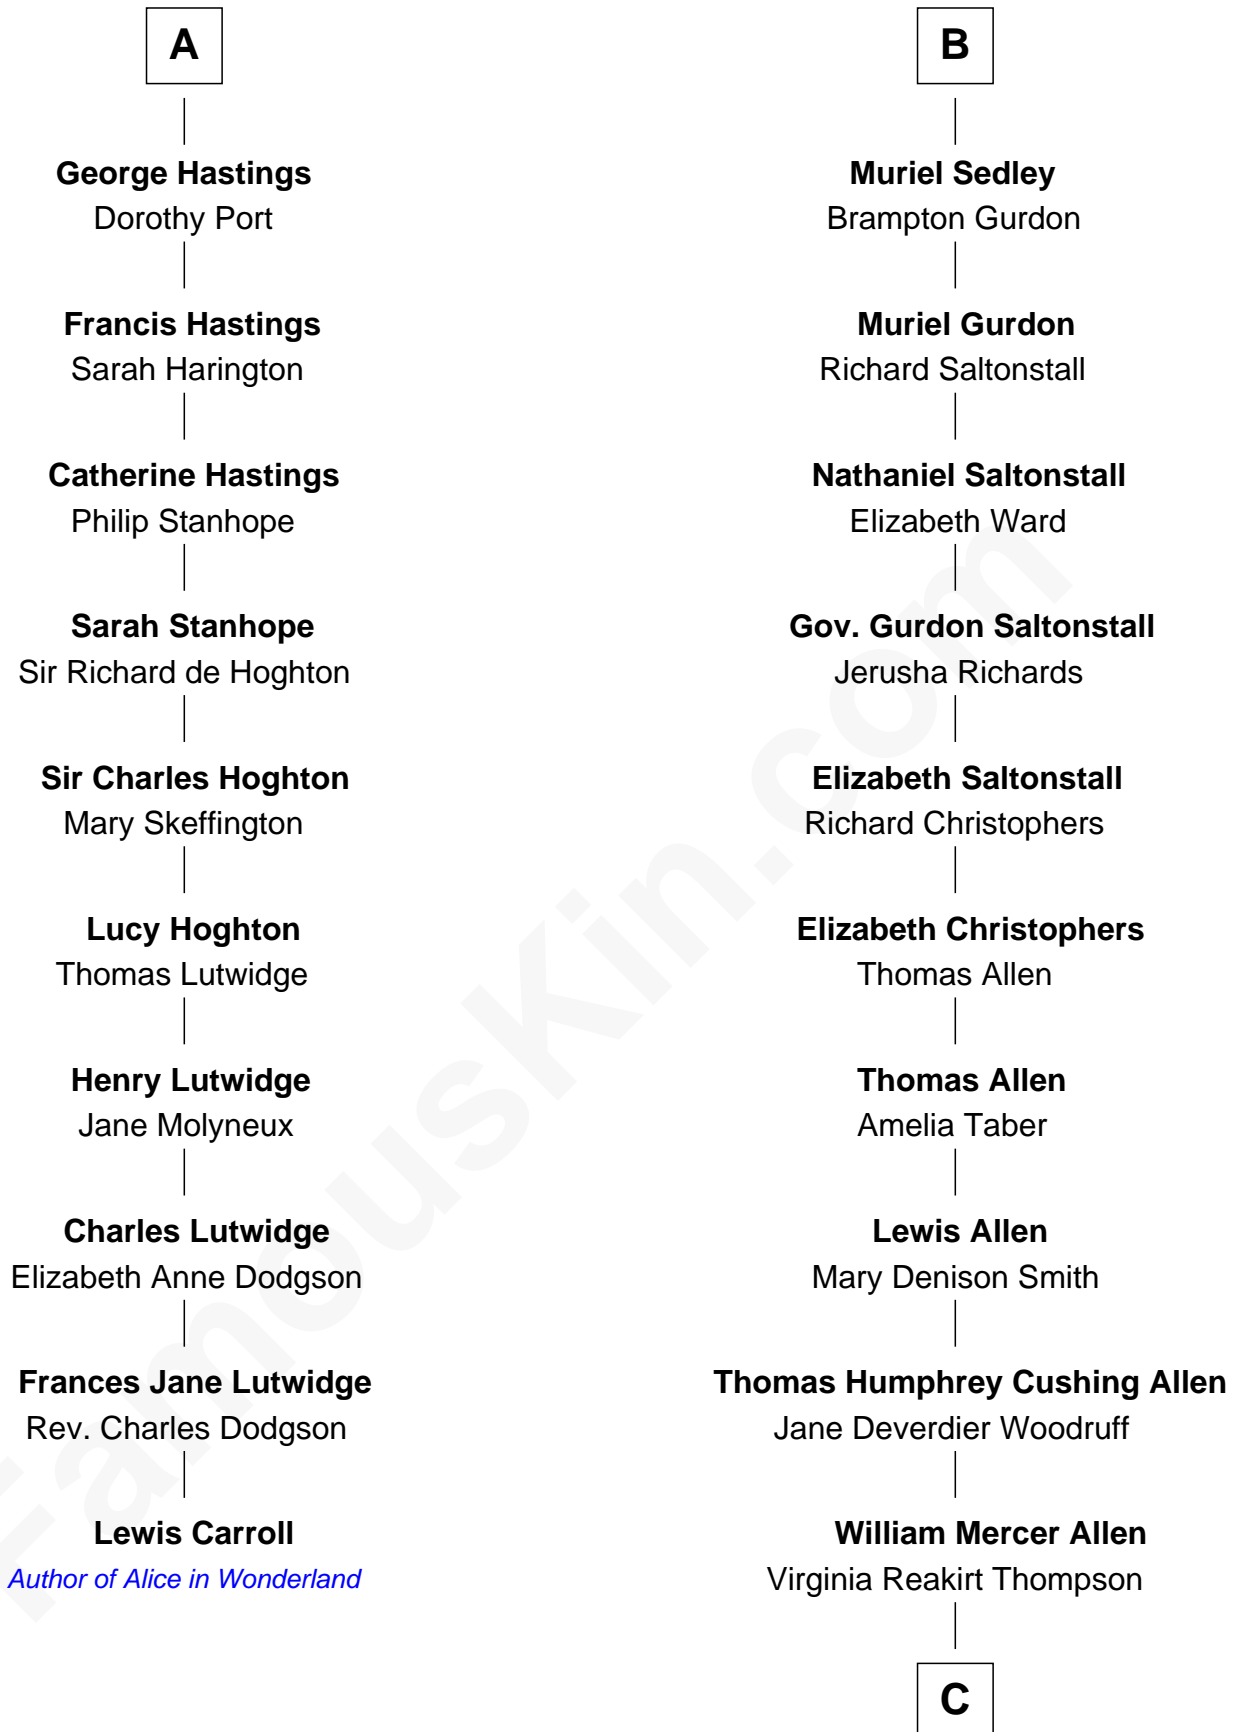 A
George Hastings
Dorothy Port
Francis Hastings
Sarah Harington
Catherine Hastings
Philip Stanhope
Sarah Stanhope
Sir Richard de Hoghton
Sir Charles Hoghton
Mary Skeffington
Lucy Hoghton
Thomas Lutwidge
Henry Lutwidge
Jane Molyneux
Charles Lutwidge
Elizabeth Anne Dodgson
Frances Jane Lutwidge
Rev. Charles Dodgson
Lewis Carroll
Author of Alice in Wonderland
B
Muriel Sedley
Brampton Gurdon
Muriel Gurdon
Richard Saltonstall
Nathaniel Saltonstall
Elizabeth Ward
Gov. Gurdon Saltonstall
Jerusha Richards
Elizabeth Saltonstall
Richard Christophers
Elizabeth Christophers
Thomas Allen
Thomas Allen
Amelia Taber
Lewis Allen
Mary Denison Smith
Thomas Humphrey Cushing Allen
Jane Deverdier Woodruff
William Mercer Allen
Virginia Reakirt Thompson
C
FamousKin.com